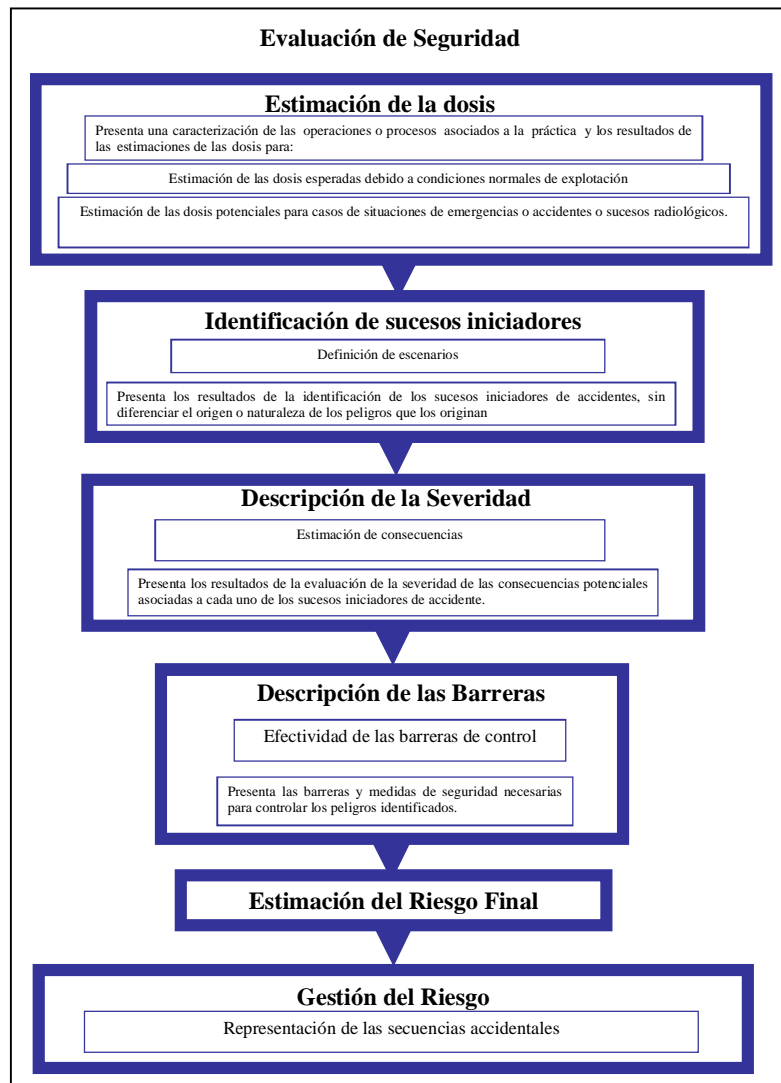 Evaluación de Seguridad
Estimación de la dosis
Presenta una caracterización de las operaciones o procesos asociados a la práctica y los resultados de
las estimaciones de las dosis para:
Estimación de las dosis esperadas debido a condiciones normales de explotación
Estimación de las dosis potenciales para casos de situaciones de emergencias o accidentes o sucesos radiológicos.
Identificación de sucesos iniciadores
Definición de escenarios
Presenta los resultados de la identificación de los sucesos iniciadores de accidentes, sin
diferenciar el origen o naturaleza de los peligros que los originan
Descripción de la Severidad
Estimación de consecuencias
Presenta los resultados de la evaluación de la severidad de las consecuencias potenciales
asociadas a cada uno de los sucesos iniciadores de accidente.
Descripción de las Barreras
Efectividad de las barreras de control
Presenta las barreras y medidas de seguridad necesarias
para controlar los peligros identificados.
Estimación del Riesgo Final
Gestión del Riesgo
Representación de las secuencias accidentales